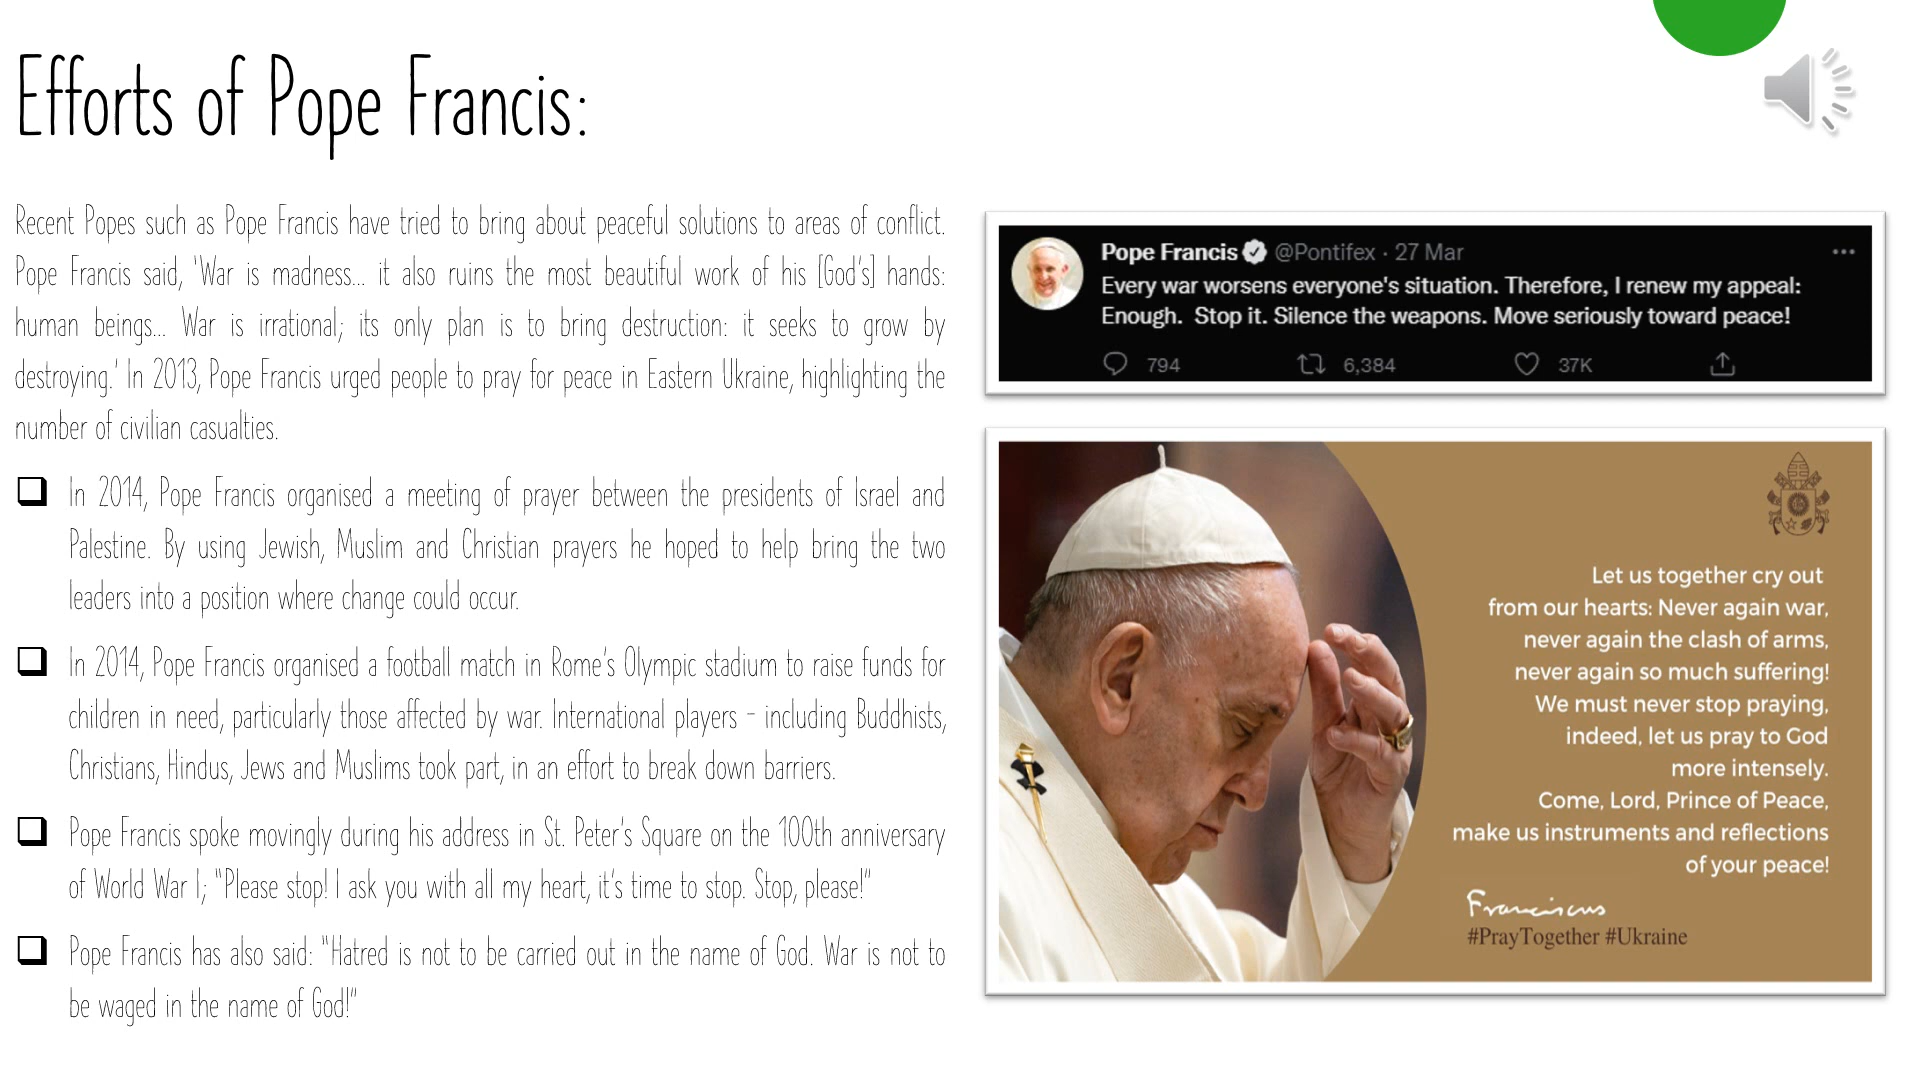 Efforts of Pope Francis:
Recent Popes such as Pope Francis have tried to bring about peaceful solutions to areas of conflict.
Pope Francis said, 'War is madness... it also ruins the most beautiful work of his [God's] hands:
human beings... War is irrational; its only plan is to bring destruction: it seeks to grow by
destroying.' In 2013, Pope Francis urged people to pray for peace in Eastern Ukraine, highlighting the
number of civilian casualties.
In 2014, Pope Francis organised a meeting of prayer between the presidents of Israel and
Palestine. By using Jewish, Muslim and Christian prayers he hoped to help bring the two
leaders into a position where change could occur.
In 2014, Pope Francis organised a football match in Rome's Olympic stadium to raise funds for
children in need, particularly those affected by war. International players - including Buddhists,
Christians, Hindus, Jews and Muslims took part, in an effort to break down barriers.
Pope Francis spoke movingly during his address in St. Peter's Square on the 100th anniversary
of World War I; "Please stop! I ask you with all my heart, it's time to stop. Stop, please!"
Pope Francis has also said: "Hatred is not to be carried out in the name of God. War is not to
be waged in the name of God!"
Pope Francis @Pontifex · 27 Mar
Every war worsens everyone's situation. Therefore, I renew my appeal:
Enough. Stop it. Silence the weapons. Move seriously toward peace!
794 6,384 37K
Let us together cry out
from our hearts: Never again war,
never again the clash of arms,
never again so much suffering!
We must never stop praying,
indeed, let us pray to God
more intensely.
Come, Lord, Prince of Peace,
make us instruments and reflections
of your peace!
Franciscus
#PrayTogether #Ukraine